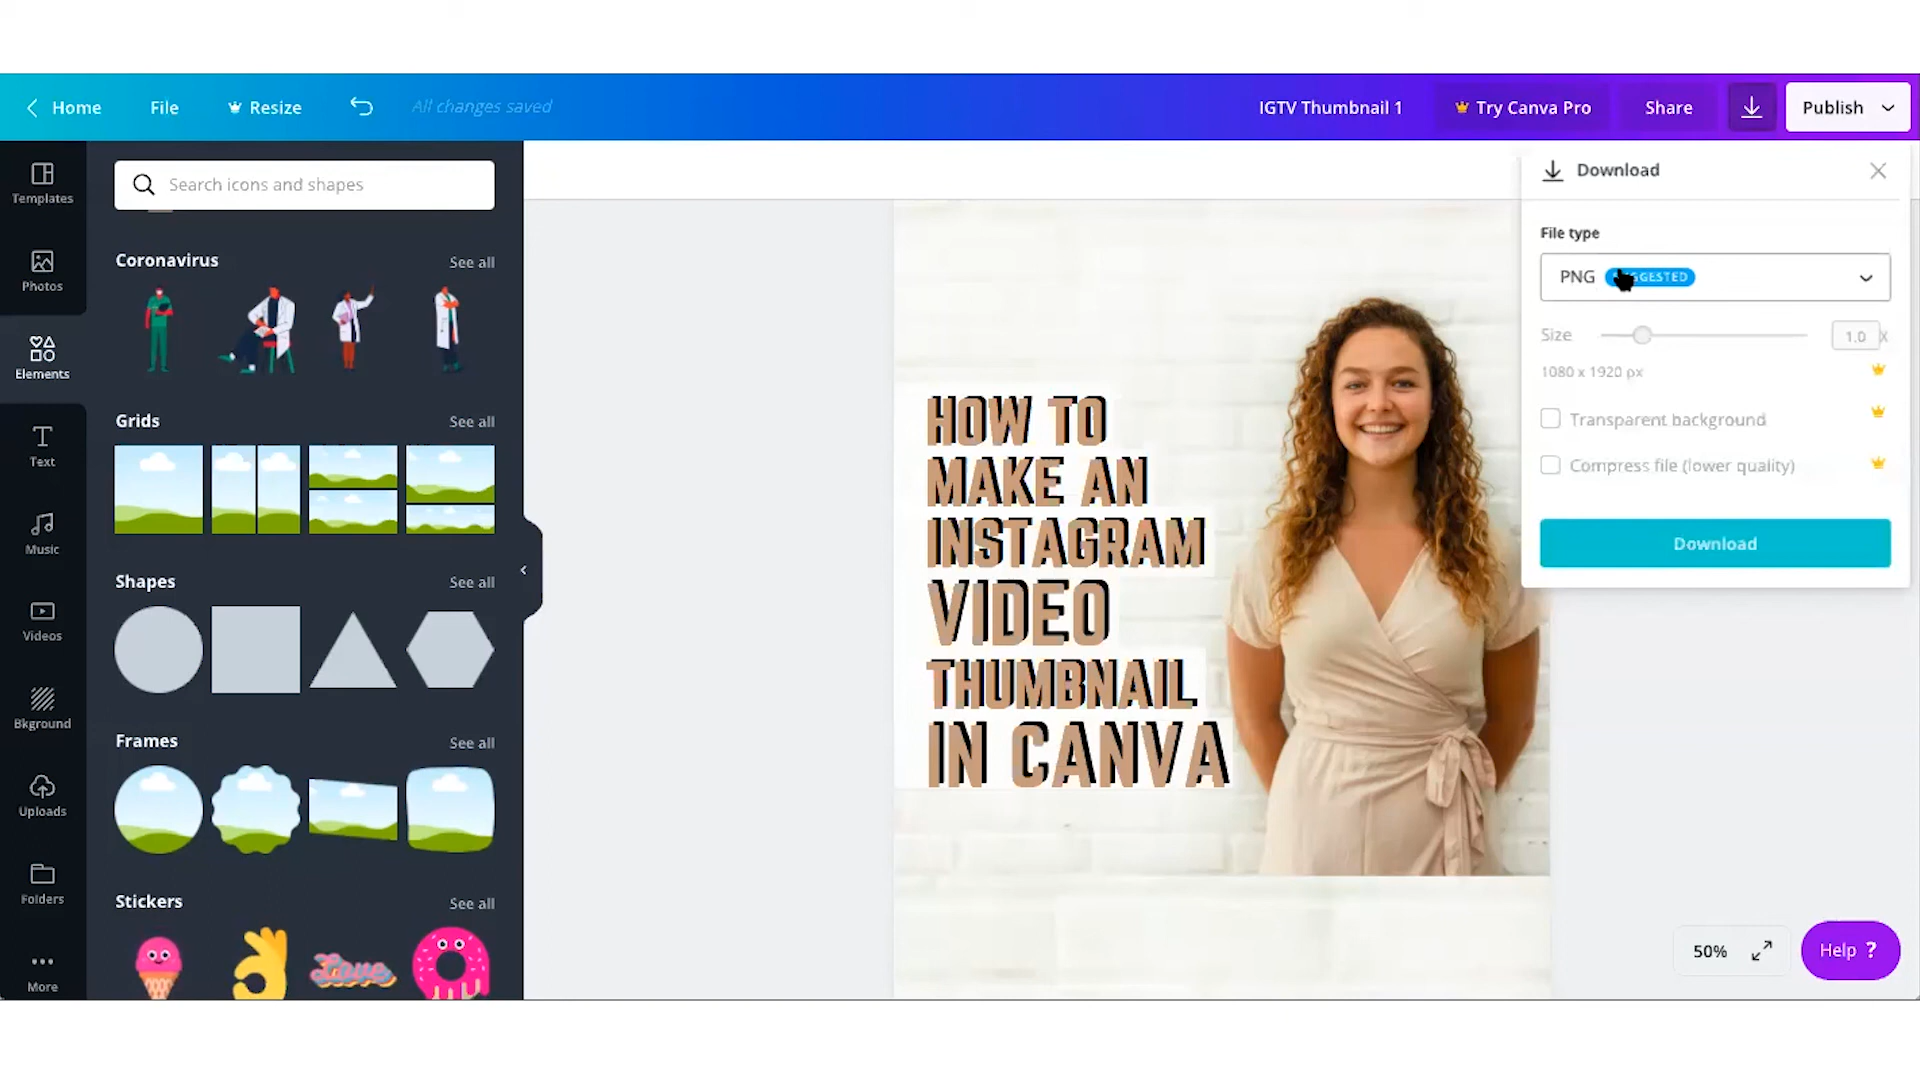 Home
File
Resize
All changes saved
IGTV Thumbnail 1
Try Canva Pro
Share
Publish
Templates
Photos
Elements
Text
Music
Videos
Bkground
Uploads
Folders
More
Search icons and shapes
Coronavirus
See all
Grids
See all
Shapes
See all
Frames
See all
Stickers
See all
Love
HOW TO
MAKE AN
INSTAGRAM
VIDEO
THUMBNAIL
IN CANVA
Download
File type
PNG
Size
1.0 x
1080 x 1920 px
Transparent background
Compress file (lower quality)
Download
50%
Help ?